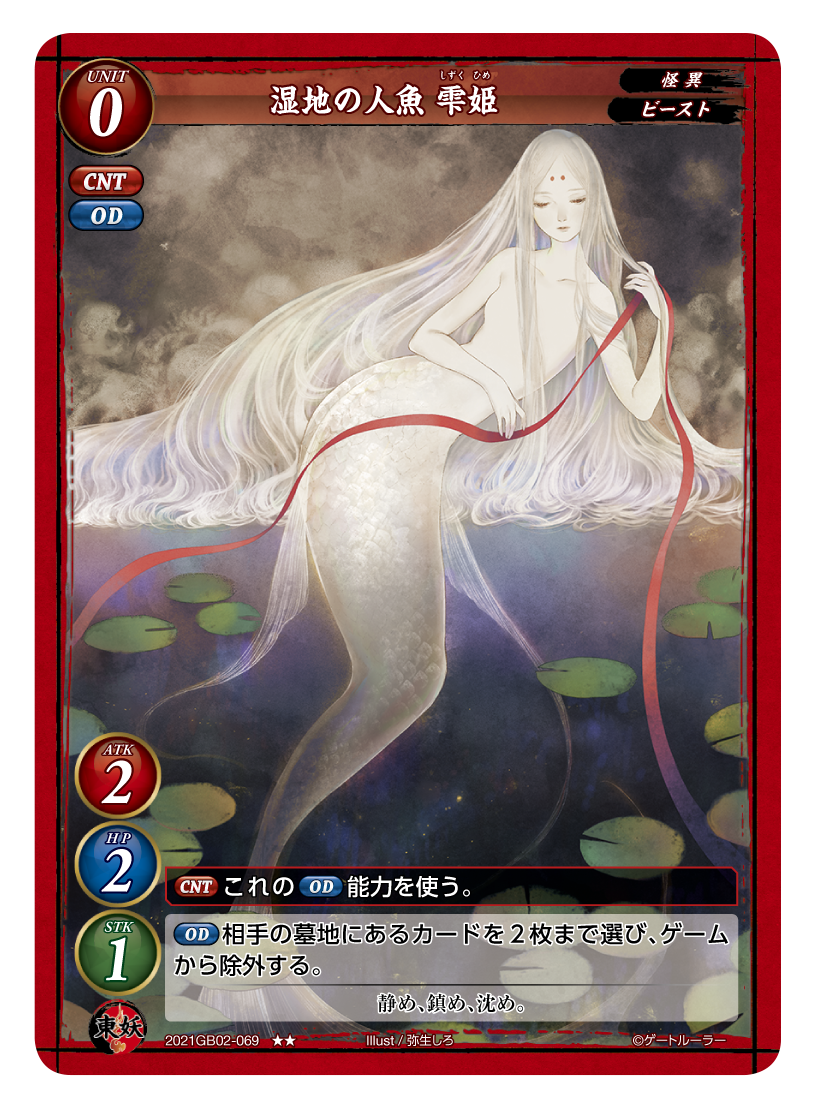 UNIT
0
しずく ひめ
湿地の人魚 雫姫
怪異
ビースト
CNT
OD
ATK
2
HP
2
STK
1
CNT これの OD 能力を使う。
OD 相手の墓地にあるカードを2枚まで選び、ゲーム
から除外する。
静め、鎮め、沈め。
東妖
2021GB02-069 ★★ Illust / 弥生しろ ©ゲートルーラー